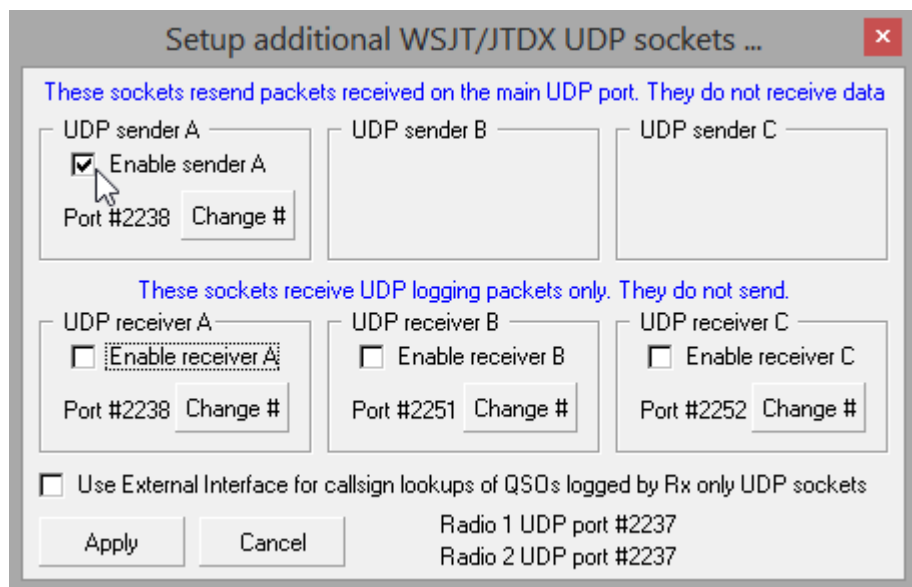 Setup additional WSJT/JTDX UDP sockets ...
These sockets resend packets received on the main UDP port. They do not receive data
UDP sender A
UDP sender B
UDP sender C
Enable sender A
Port #2238
Change #
These sockets receive UDP logging packets only. They do not send.
UDP receiver A
UDP receiver B
UDP receiver C
Enable receiver A
Enable receiver B
Enable receiver C
Port #2238
Change #
Port #2251
Change #
Port #2252
Change #
Use External Interface for callsign lookups of QSOs logged by Rx only UDP sockets
Apply
Cancel
Radio 1 UDP port #2237
Radio 2 UDP port #2237